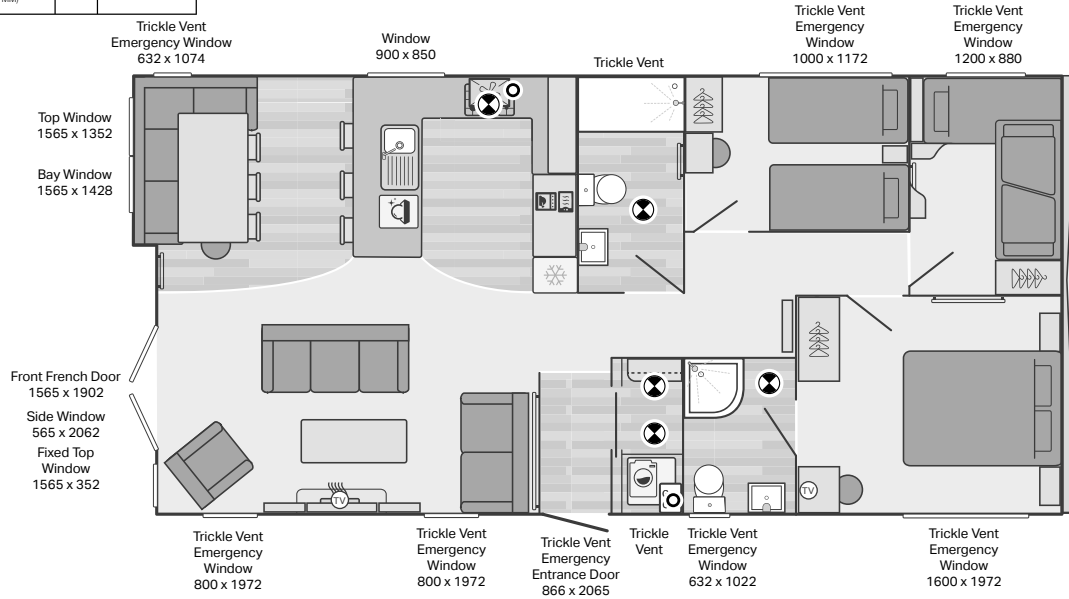 Trickle Vent
Emergency Window
632 x 1074
Window
900 x 850
Trickle Vent
Trickle Vent
Emergency
Window
1000 x 1172
Trickle Vent
Emergency
Window
1200 x 880
Top Window
1565 x 1352
Bay Window
1565 x 1428
Front French Door
1565 x 1902
Side Window
565 x 2062
Fixed Top
Window
1565 x 352
TV
TV
Trickle Vent
Emergency
Window
800 x 1972
Trickle Vent
Emergency
Window
800 x 1972
Trickle Vent
Emergency
Entrance Door
866 x 2065
Trickle
Vent
Trickle Vent
Emergency
Window
632 x 1022
Trickle Vent
Emergency
Window
1600 x 1972